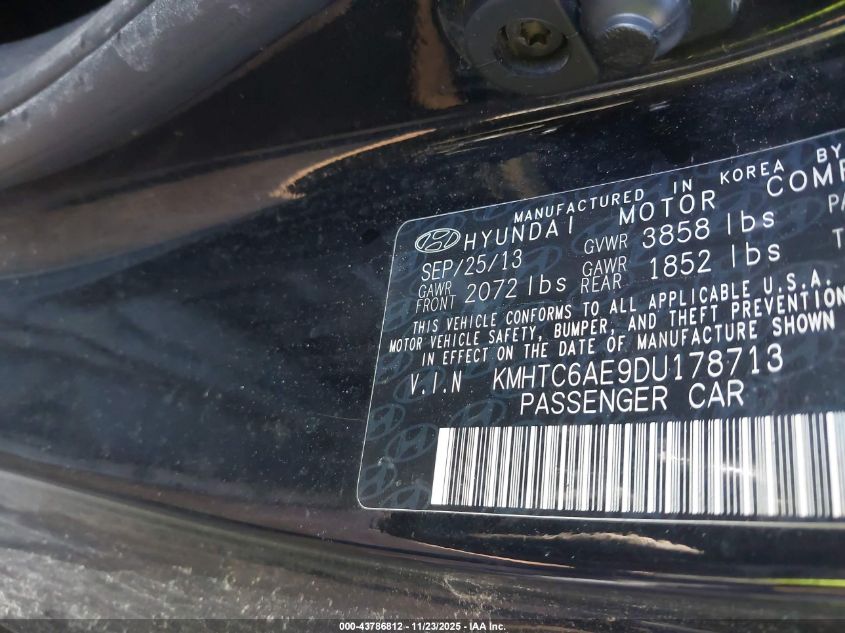 MANUFACTURED IN KOREA BY
HYUNDAI MOTOR
SEP/25/13 GVWR 3858 lbs
GAWR FRONT 2072 lbs GAWR REAR 1852 lbs
THIS VEHICLE CONFORMS TO ALL APPLICABLE U.S.A.
MOTOR VEHICLE SAFETY, BUMPER, AND THEFT PREVENTION
IN EFFECT ON THE DATE OF MANUFACTURE SHOWN
V.I.N KMHTC6AE9DU178713
PASSENGER CAR
000-43786812 - 11/23/2025 - IAA Inc.